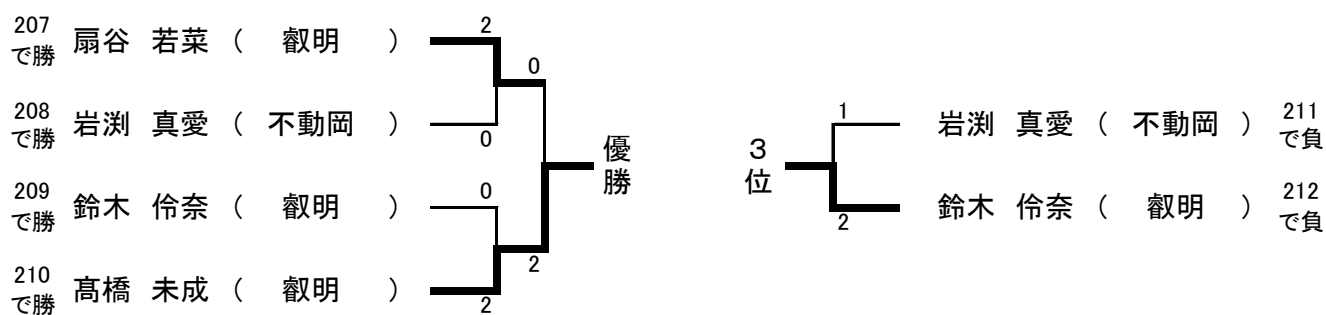 207
で勝
扇谷 若菜 ( 叡明 )
2
0
208
で勝
岩渕 真愛 ( 不動岡 )
0
優勝
209
で勝
鈴木 伶奈 ( 叡明 )
0
2
210
で勝
髙橋 未成 ( 叡明 )
2
3位
1
岩渕 真愛 ( 不動岡 )
211
で負
2
鈴木 伶奈 ( 叡明 )
212
で負